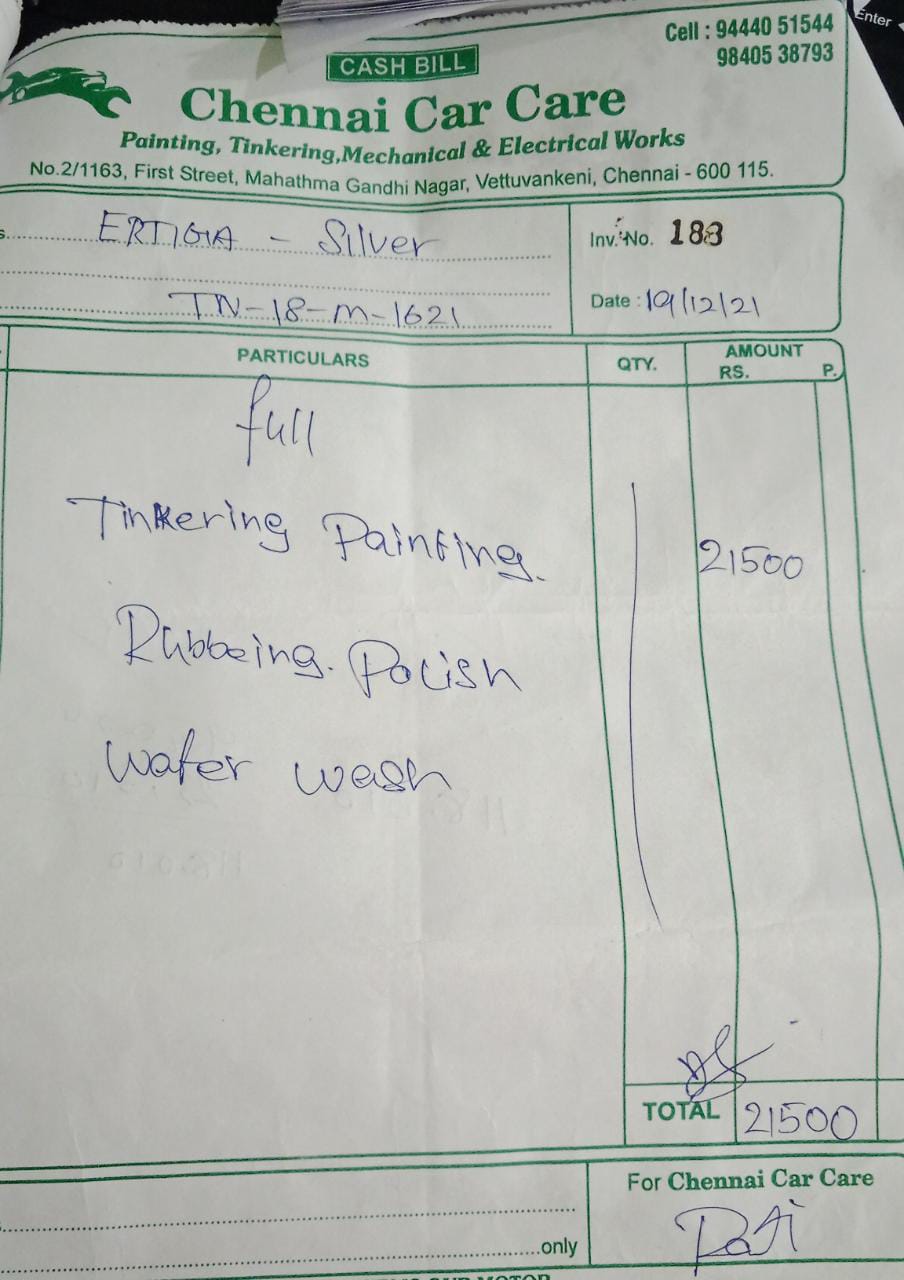 Enter
Cell : 94440 51544
98405 38793
CASH BILL
Chennai Car Care
Painting, Tinkering,Mechanical & Electrical Works
No.2/1163, First Street, Mahathma Gandhi Nagar, Vettuvankeni, Chennai - 600 115.
ERTIGIA - Silver
Inv. No. 183
TN-18-M-1621
Date : 19/12/21
PARTICULARS QTY. AMOUNT
RS. P.
full
Tinkering Painting. 21500
Rubbeing. Polish
Water wash
TOTAL 21500
For Chennai Car Care
only